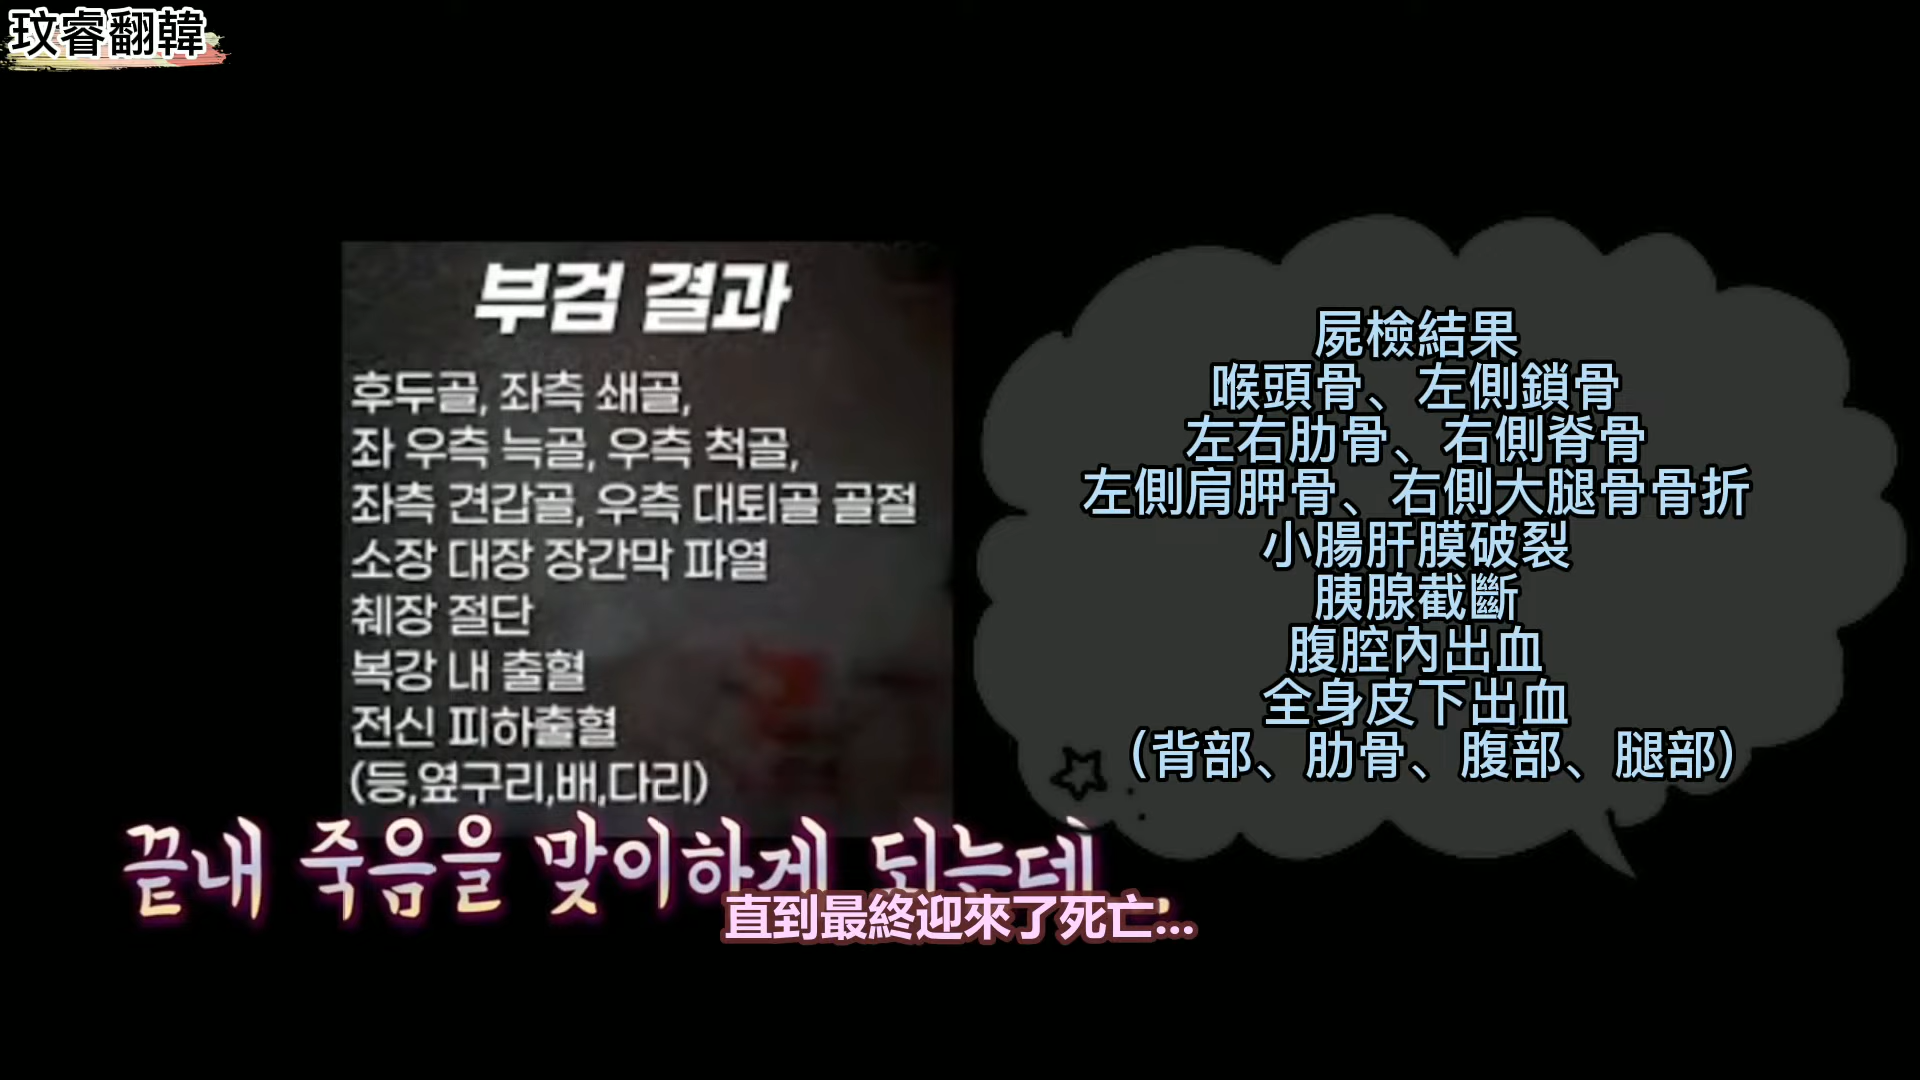 玟睿翻韓
부검 결과
후두골, 좌측 쇄골,
좌 우측 늑골, 우측 척골,
좌측 견갑골, 우측 대퇴골 골절
소장 대장 장간막 파열
췌장 절단
복강 내 출혈
전신 피하출혈
(등,옆구리,배,다리)
屍檢結果
喉頭骨、左側鎖骨
左右肋骨、右側脊骨
左側肩胛骨、右側大腿骨骨折
小腸肝膜破裂
胰腺截斷
腹腔內出血
全身皮下出血
（背部、肋骨、腹部、腿部）
끝내 죽음을 맞이하게 되는데
直到最終迎來了死亡...